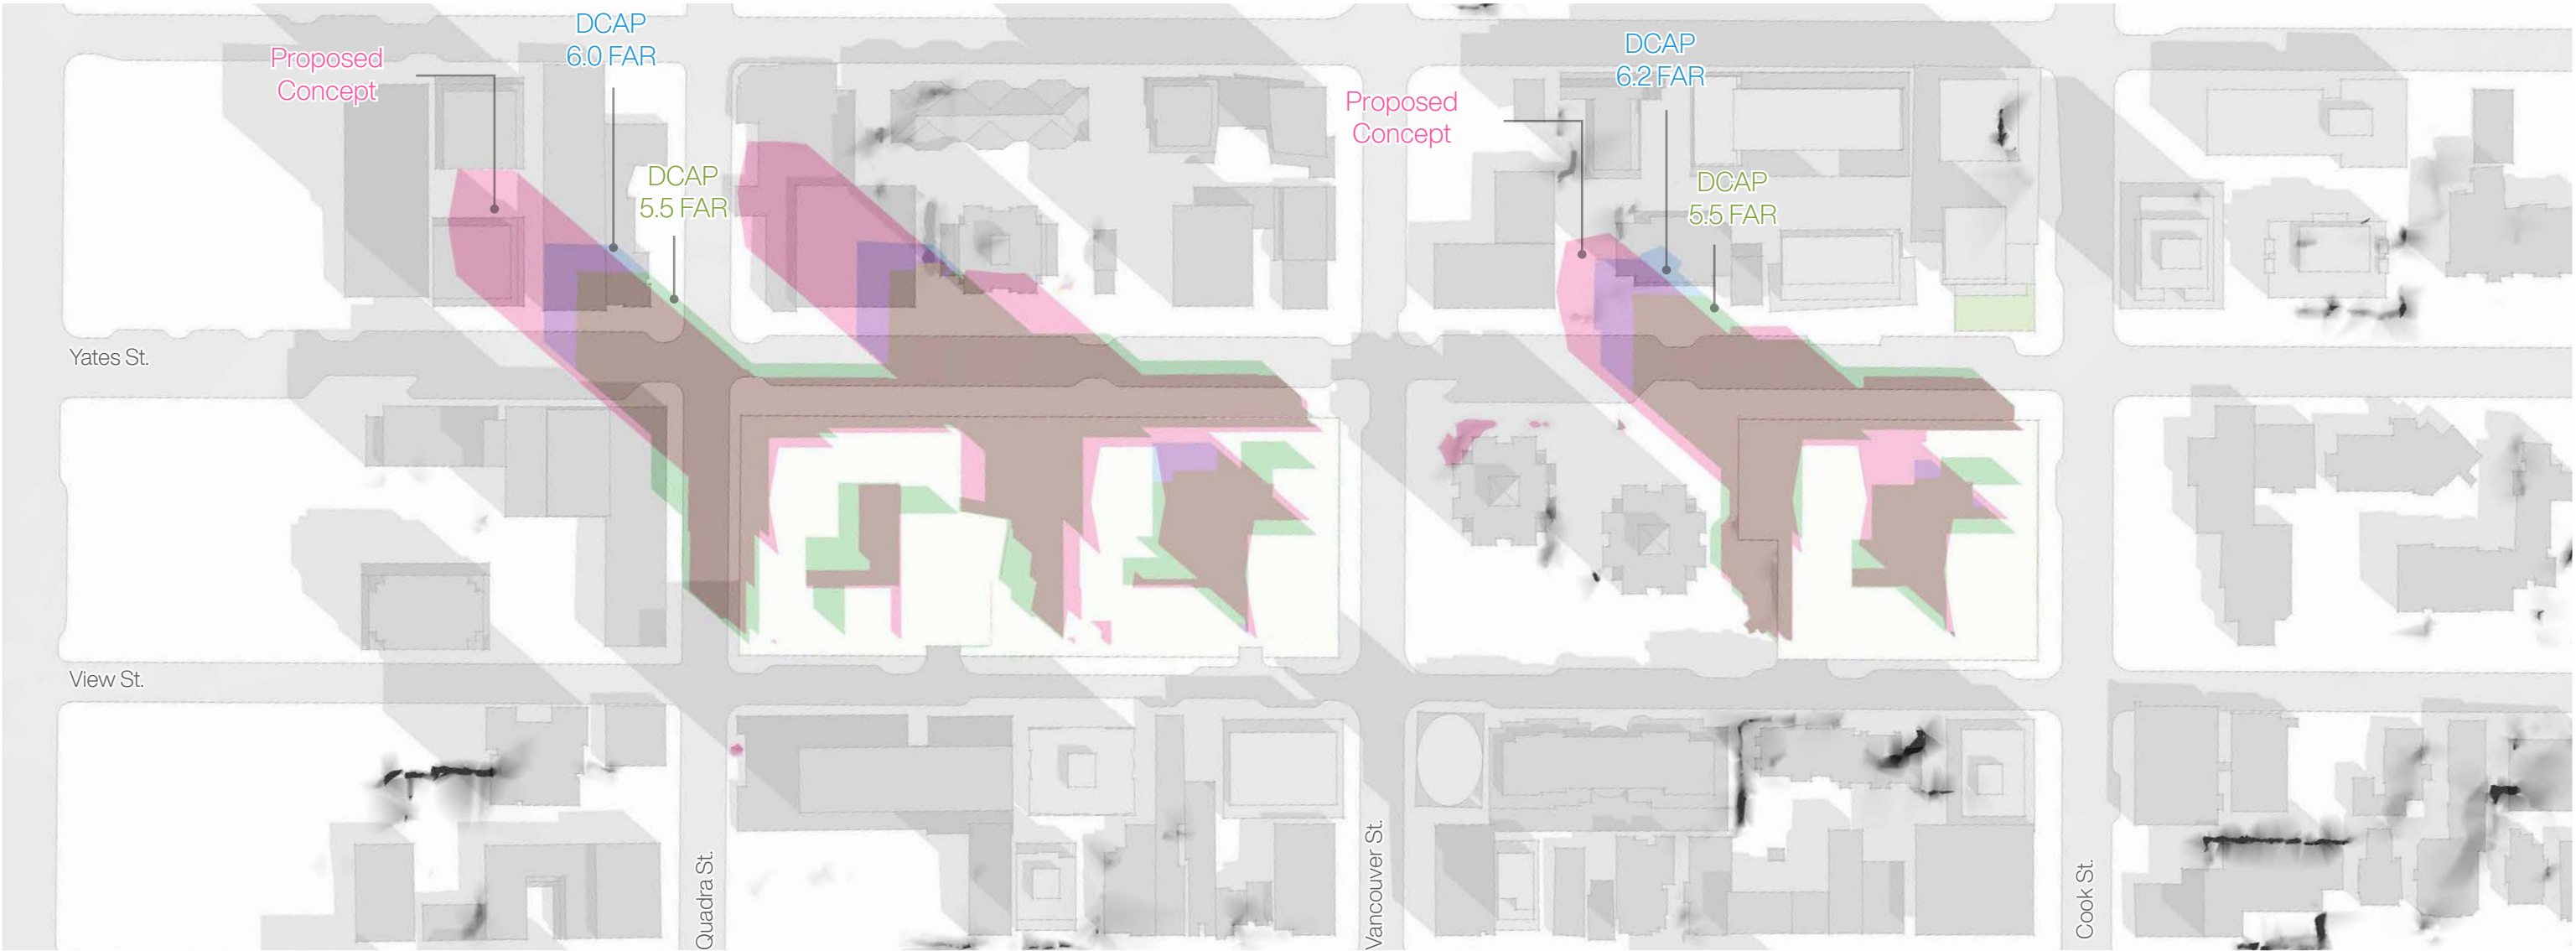 DCAP
6.0 FAR
Proposed
Concept
DCAP
5.5 FAR
DCAP
6.2 FAR
Proposed
Concept
DCAP
5.5 FAR
Yates St.
View St.
Quadra St.
Vancouver St.
Cook St.